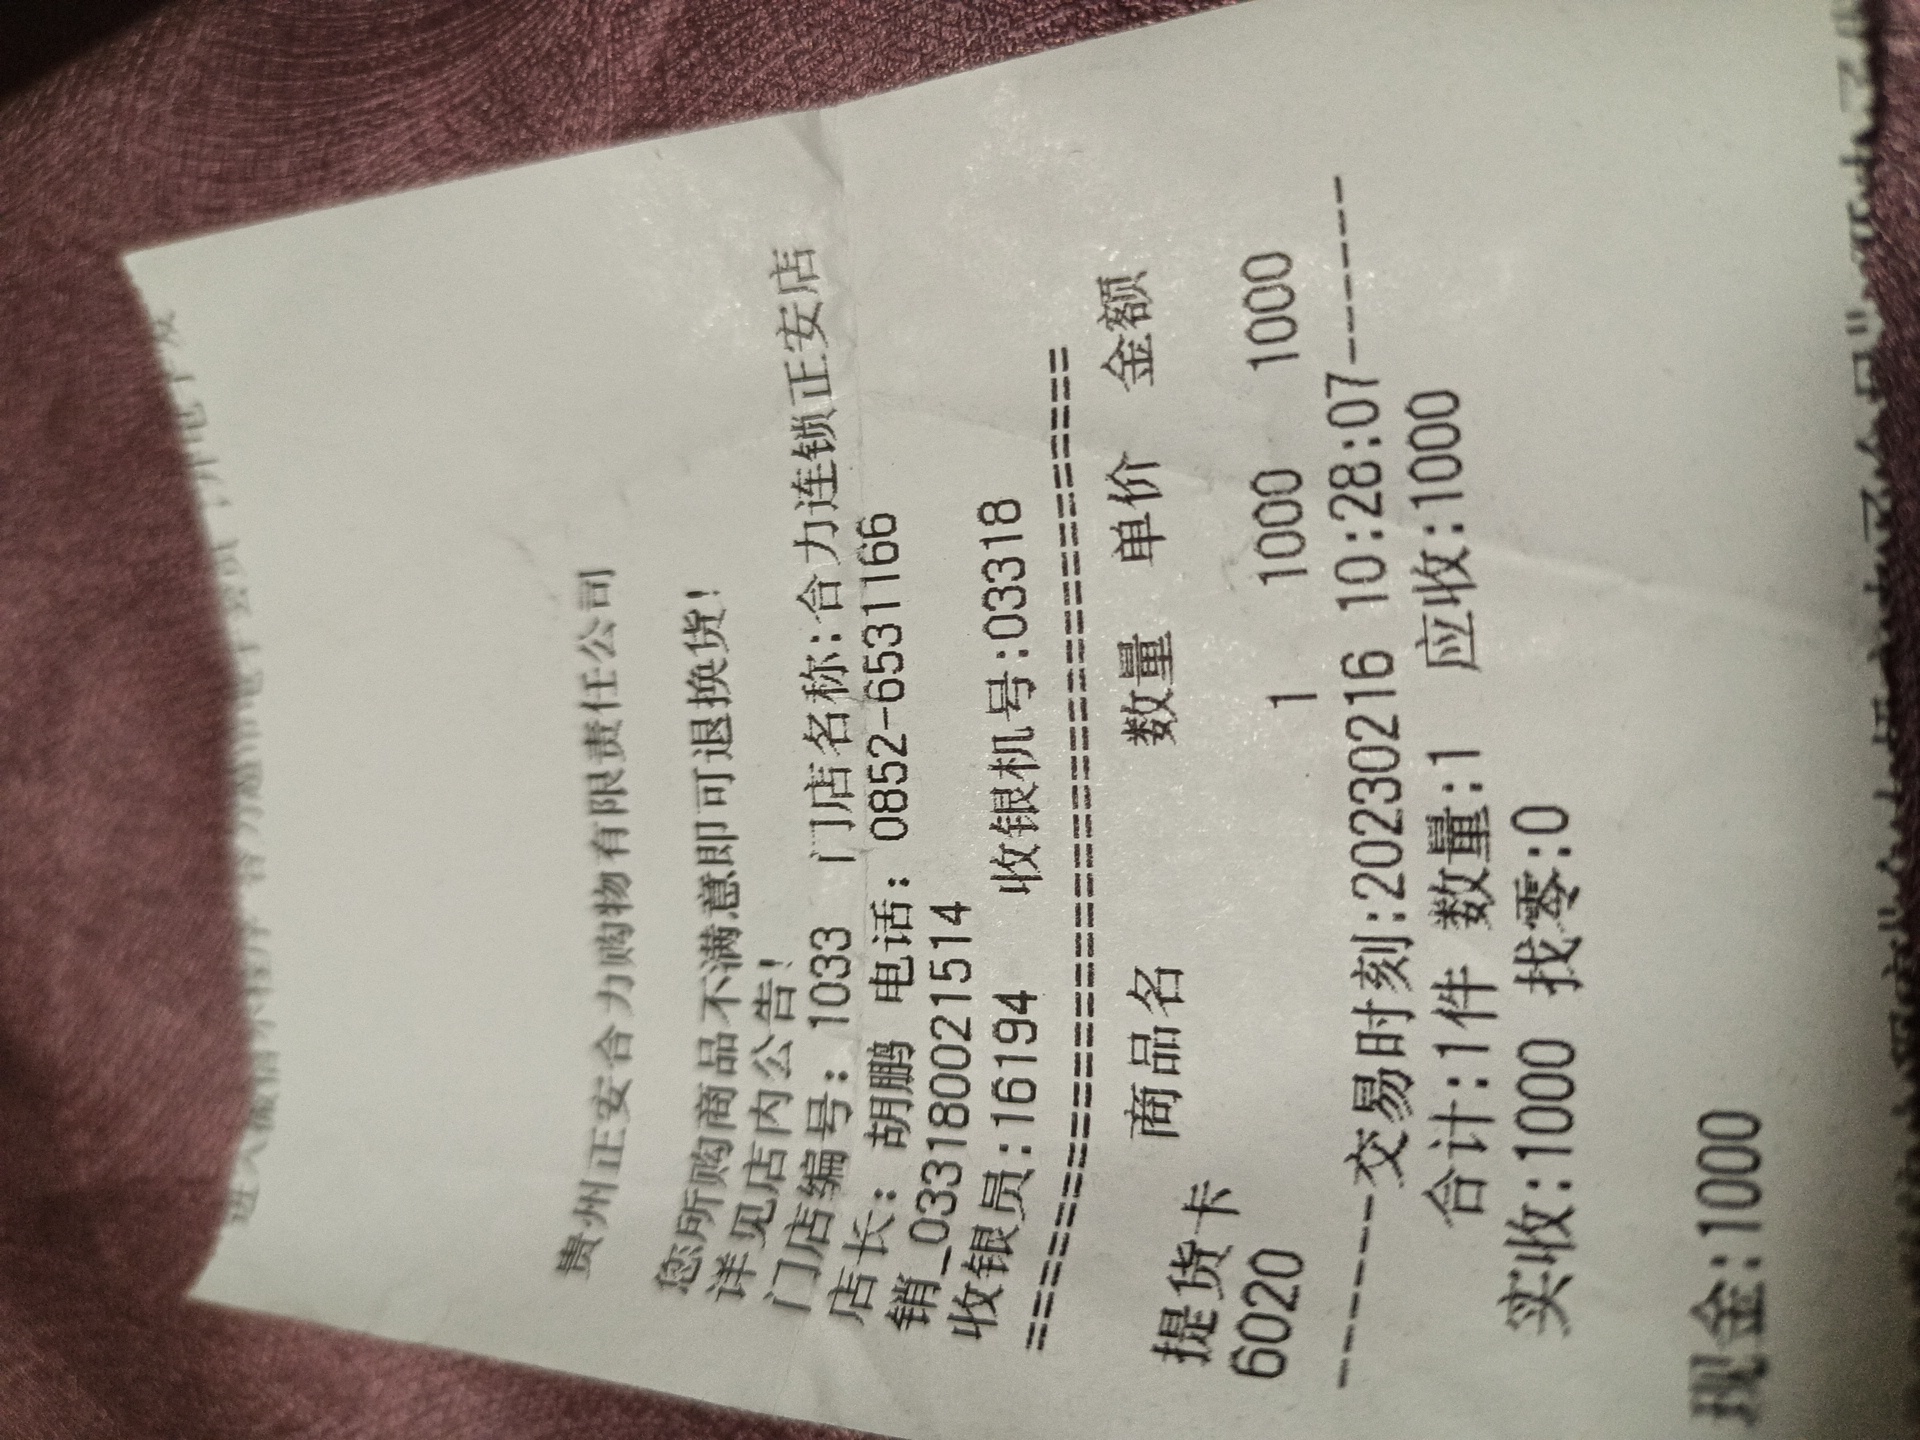 贵州正安合力购物有限责任公司
您所购商品不满意即可退换货!
详见店内公告!
门店编号: 1033 门店名称:合力连锁正安店
店长: 胡鹏 电话: 0852-6531166
销_033180021514
收银员:16194 收银机号:03318
================================
商品名 数量 单价 金额
提货卡
6020 1 1000 1000
-----交易时刻:20230216 10:28:07-----
合计:1件 数量:1 应收:1000
实收:1000 找零:0
现金:1000